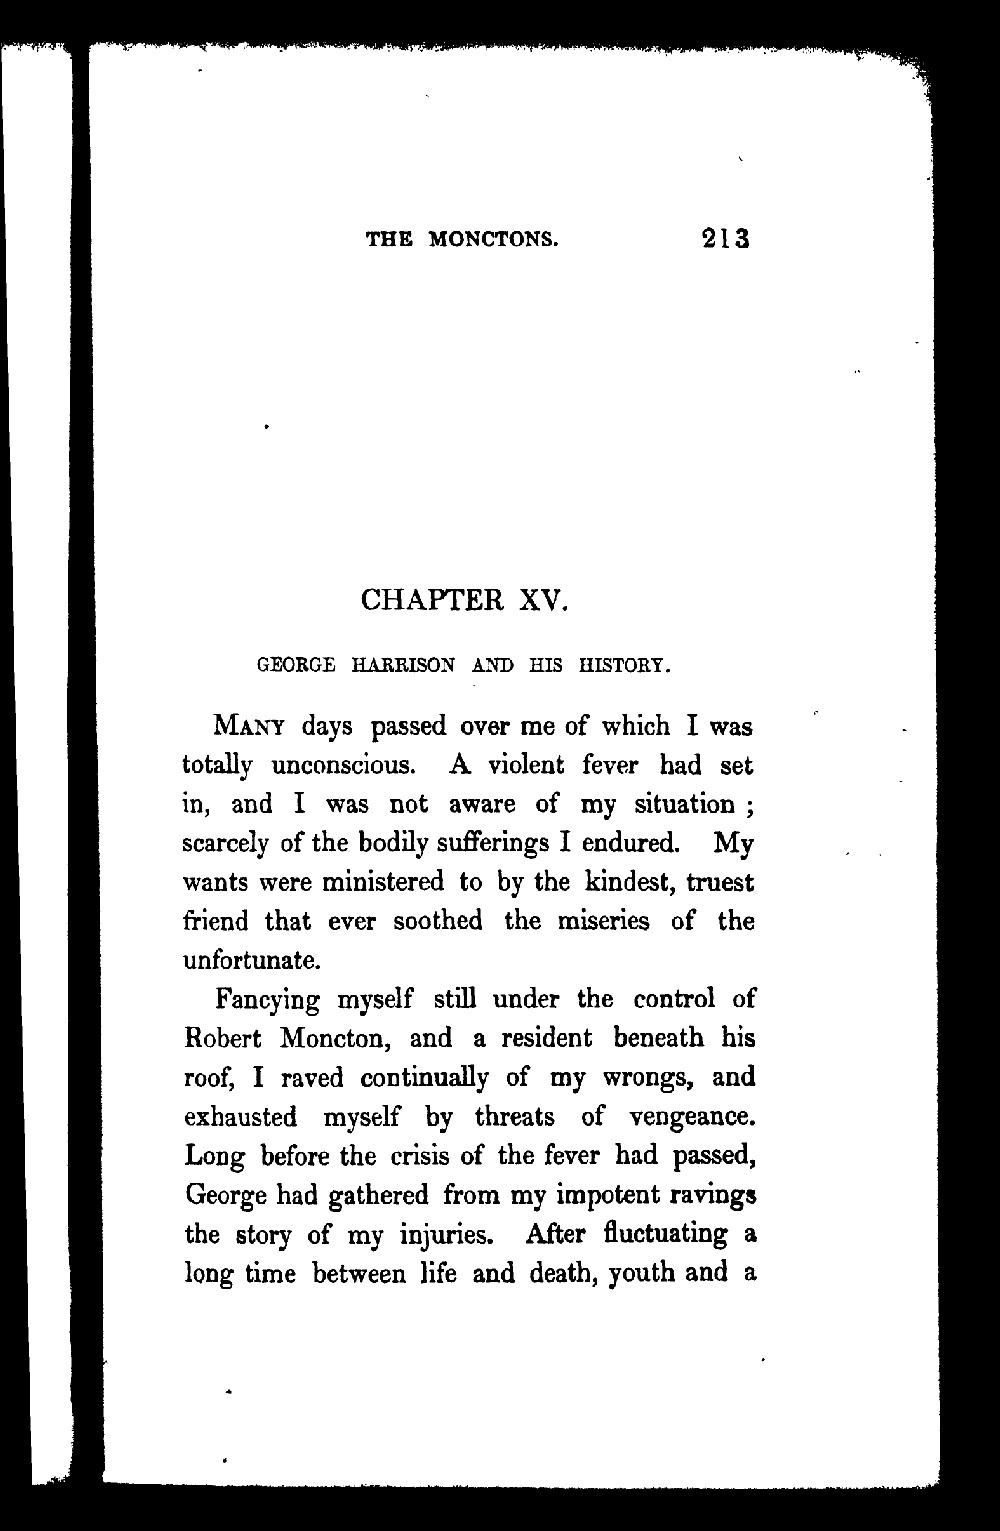 THE MONCTONS. 213
CHAPTER XV.
GEORGE HARRISON AND HIS HISTORY.
MANY days passed over me of which I was
totally unconscious. A violent fever had set
in, and I was not aware of my situation ;
scarcely of the bodily sufferings I endured. My
wants were ministered to by the kindest, truest
friend that ever soothed the miseries of the
unfortunate.
Fancying myself still under the control of
Robert Moncton, and a resident beneath his
roof, I raved continually of my wrongs, and
exhausted myself by threats of vengeance.
Long before the crisis of the fever had passed,
George had gathered from my impotent ravings
the story of my injuries. After fluctuating a
long time between life and death, youth and a